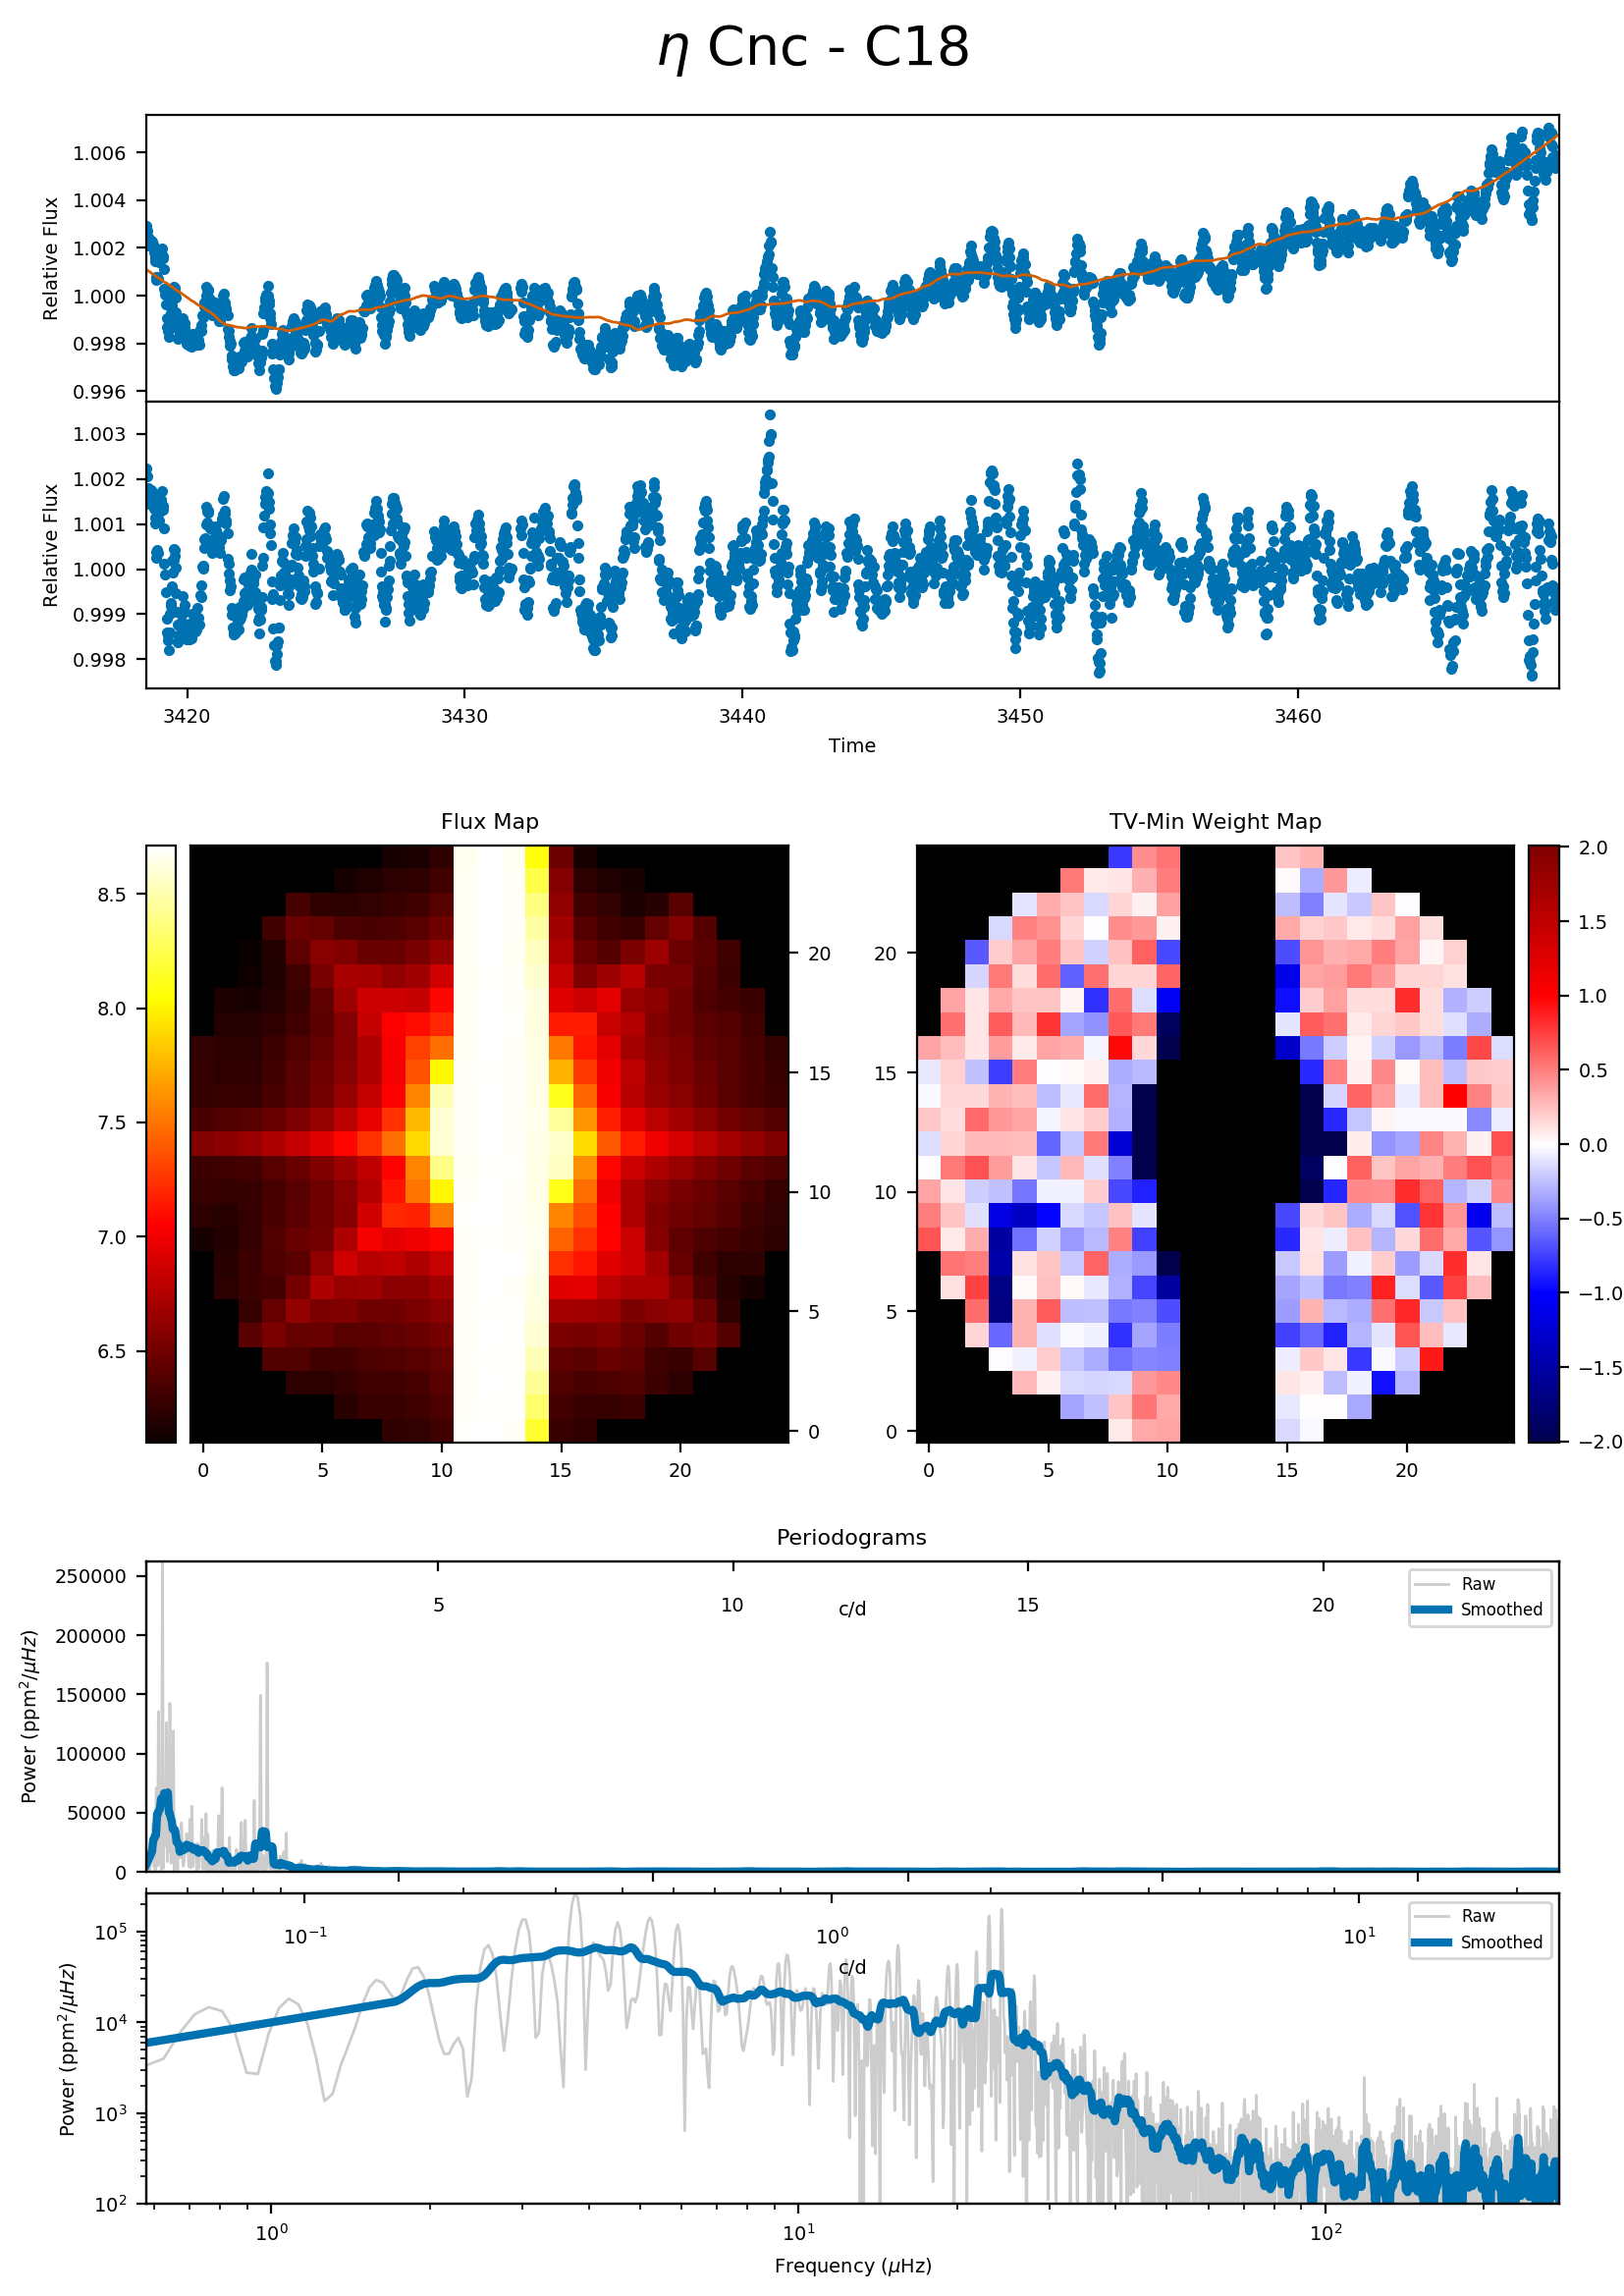 η Cnc - C18
1.006
1.004
1.002
1.000
0.998
0.996
Relative Flux
1.003
1.002
1.001
1.000
0.999
0.998
Relative Flux
3420 3430 3440 3450 3460
Time
Flux Map
8.5
8.0
7.5
7.0
6.5
20
15
10
5
0
0 5 10 15 20
TV-Min Weight Map
20
15
10
5
0
0 5 10 15 20
2.0
1.5
1.0
0.5
0.0
−0.5
−1.0
−1.5
−2.0
Periodograms
250000
200000
150000
100000
50000
0
Power (ppm²/μHz)
5 10 15 20
c/d
Raw
Smoothed
10⁵
10⁴
10³
10²
Power (ppm²/μHz)
10⁻¹ 10⁰ 10¹
c/d
Raw
Smoothed
10⁰ 10¹ 10²
Frequency (μHz)